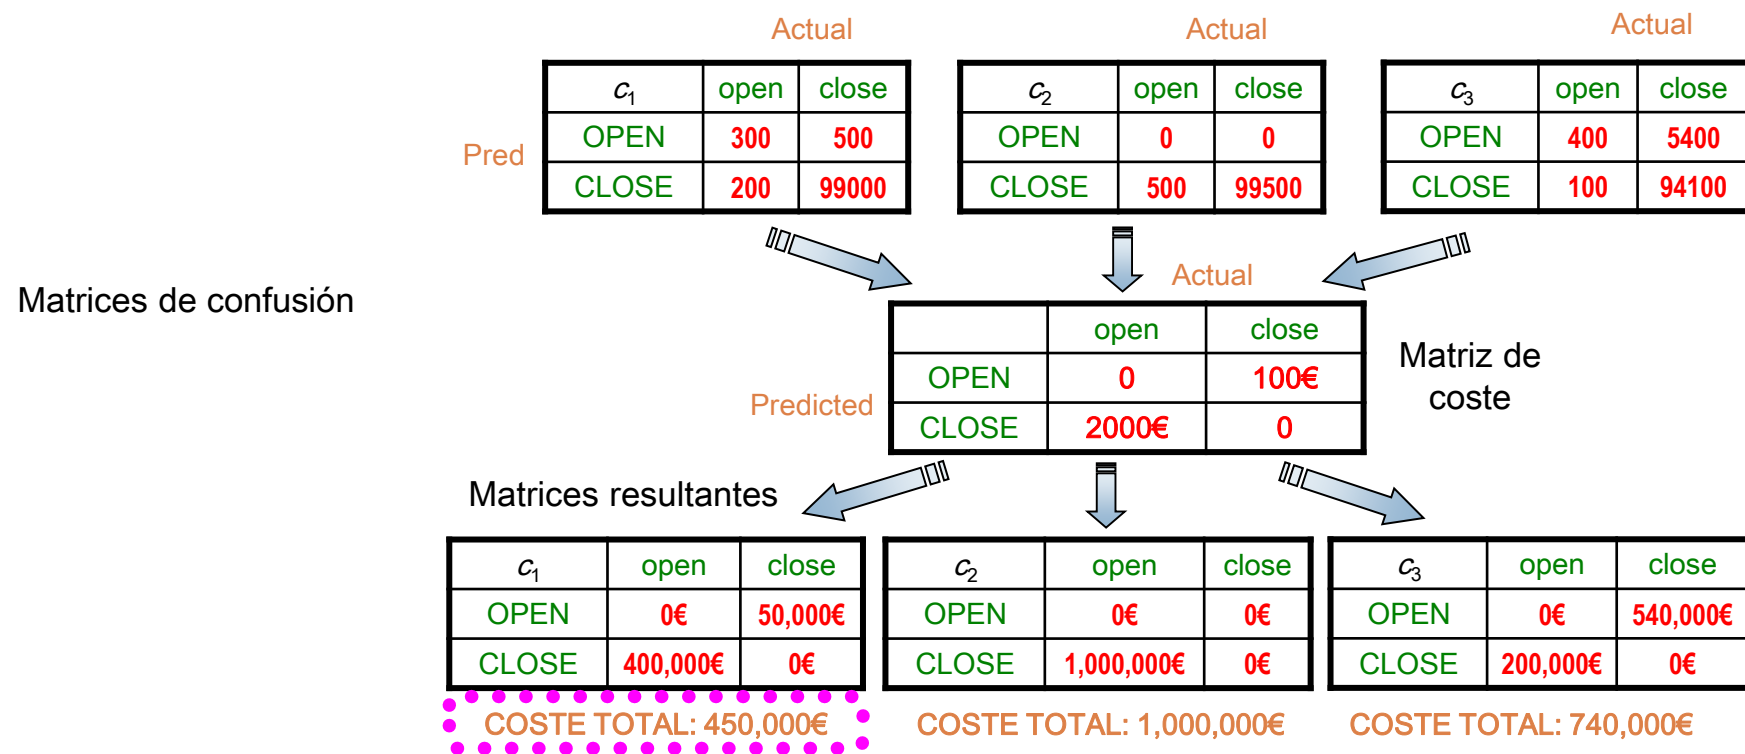 Actual Actual Actual
c1 open close c2 open close c3 open close
Pred OPEN 300 500 OPEN 0 0 OPEN 400 5400
CLOSE 200 99000 CLOSE 500 99500 CLOSE 100 94100
Matrices de confusión
Actual
open close
Predicted OPEN 0 100€
CLOSE 2000€ 0
Matriz de
coste
Matrices resultantes
c1 open close c2 open close c3 open close
OPEN 0€ 50,000€ OPEN 0€ 0€ OPEN 0€ 540,000€
CLOSE 400,000€ 0€ CLOSE 1,000,000€ 0€ CLOSE 200,000€ 0€
COSTE TOTAL: 450,000€ COSTE TOTAL: 1,000,000€ COSTE TOTAL: 740,000€